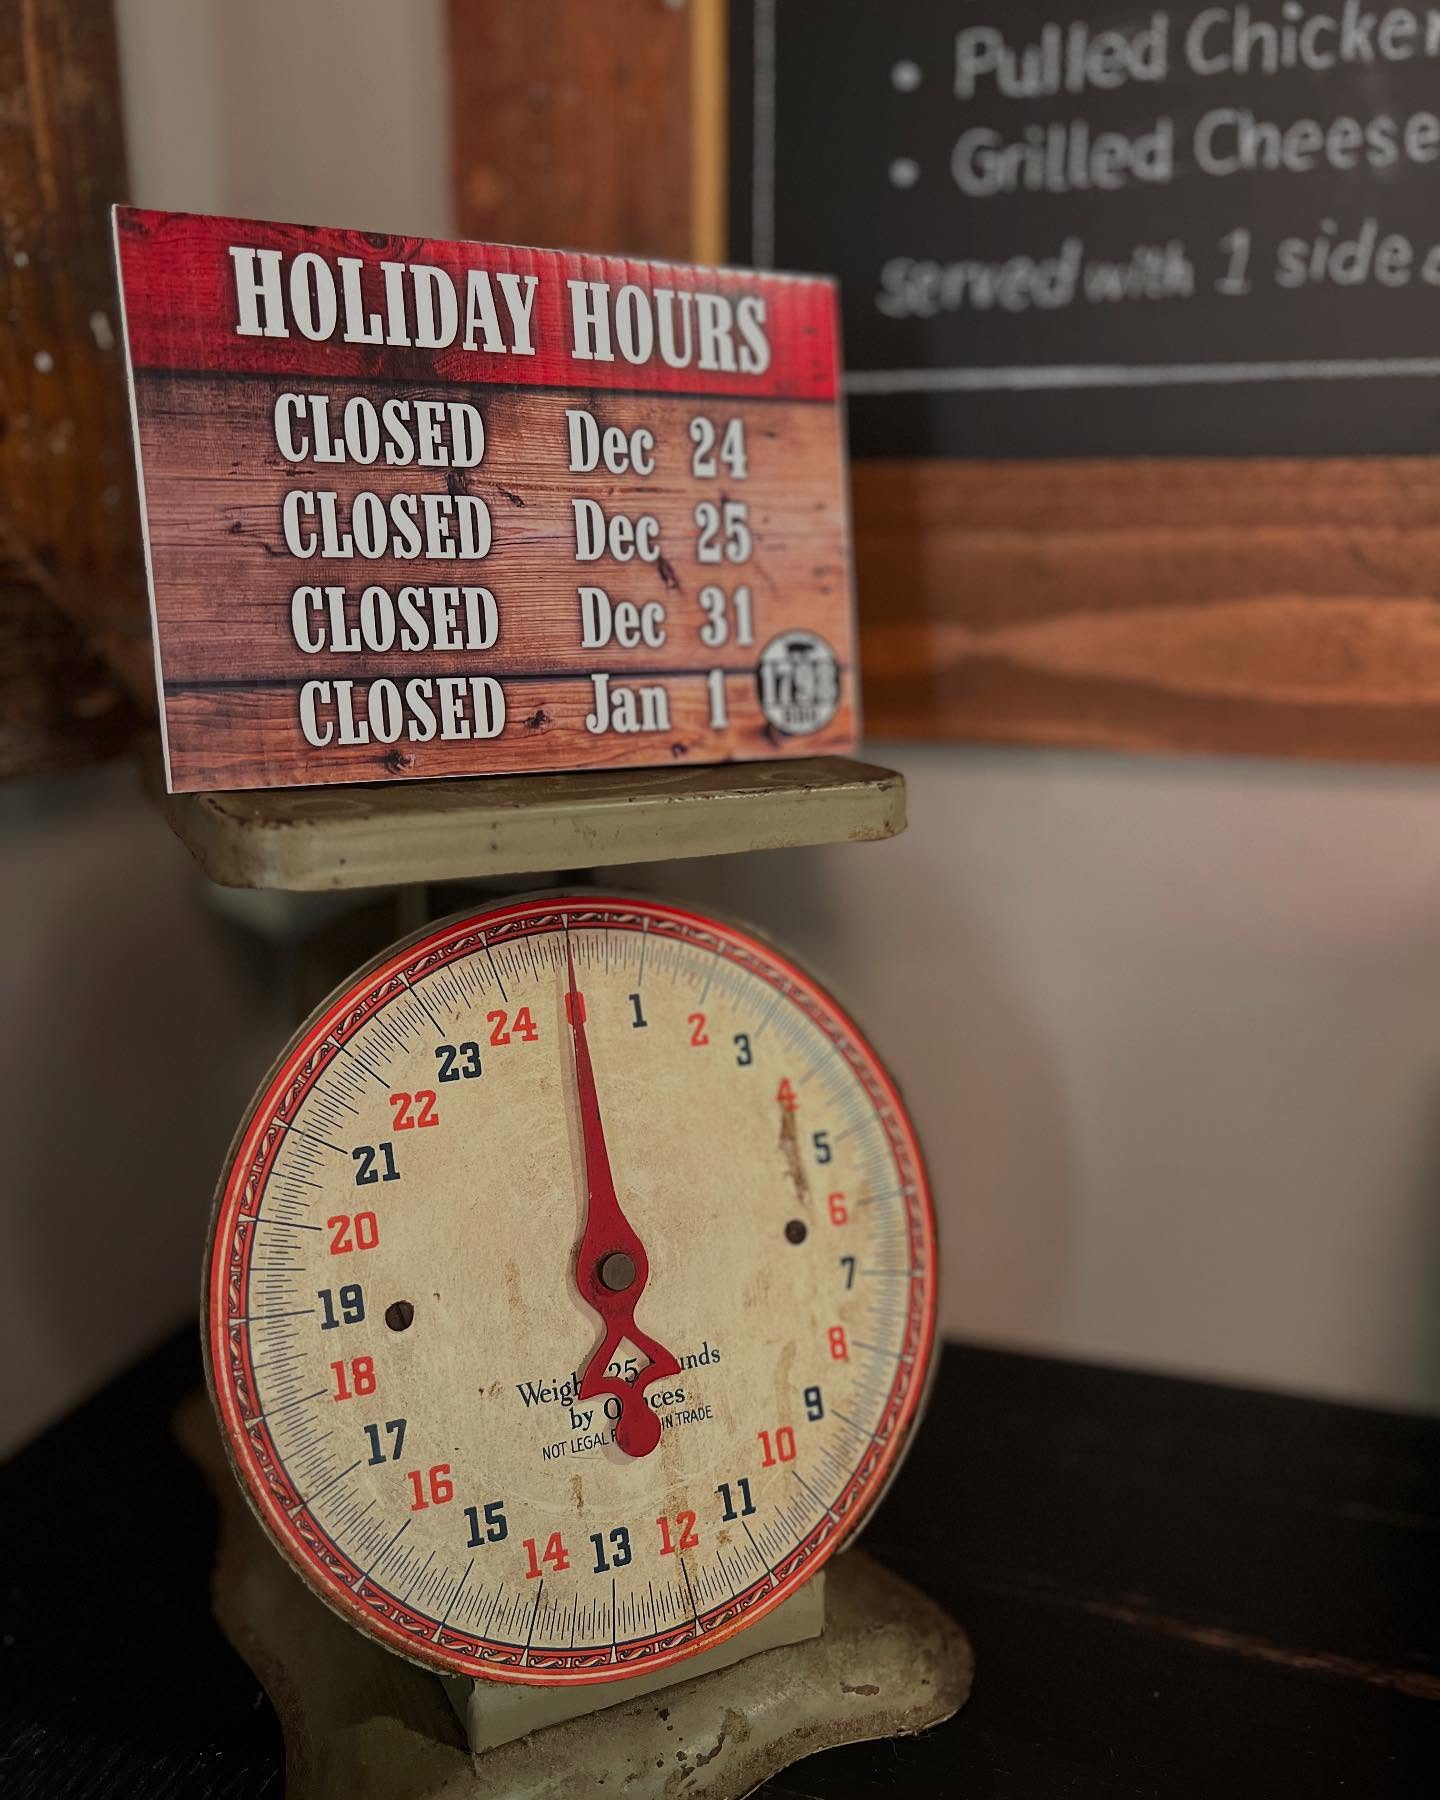 • Pulled Chicken
• Grilled Cheese
served with 1 side
HOLIDAY HOURS
CLOSED Dec 24
CLOSED Dec 25
CLOSED Dec 31
CLOSED Jan 1
1793
0
1
2
3
4
5
6
7
8
9
10
11
12
13
14
15
16
17
18
19
20
21
22
23
24
25
by
NOT LEGAL
IN TRADE